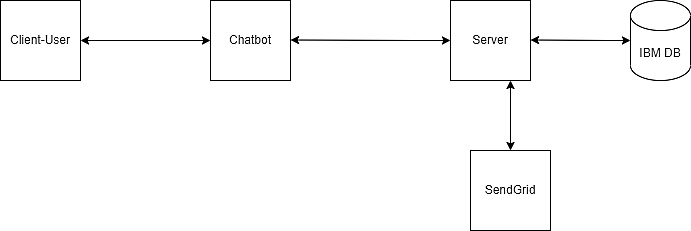 Client-User
Chatbot
Server
IBM DB
SendGrid